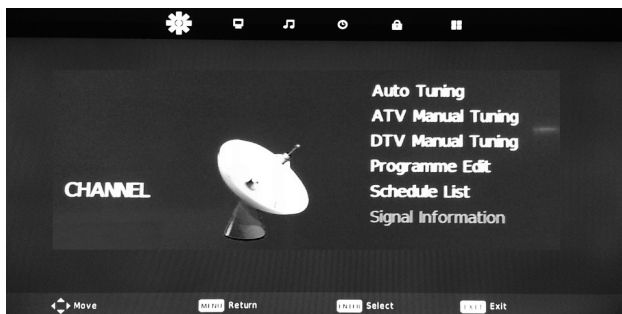 Auto Tuning
ATV Manual Tuning
DTV Manual Tuning
Programme Edit
CHANNEL
Schedule List
Signal Information
Move
MENU Return
ENTER Select
EXIT Exit